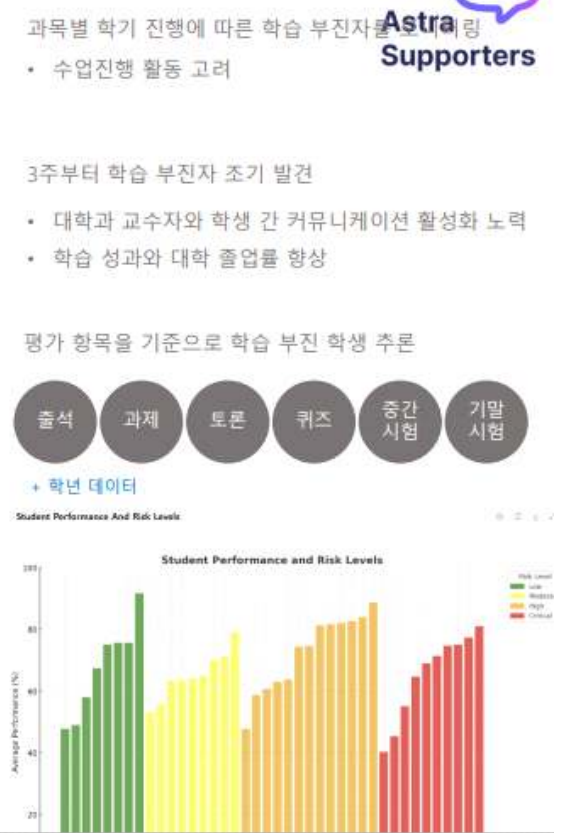 과목별 학기 진행에 따른 학습 부진자를 모니터링
Astra
Supporters
• 수업진행 활동 고려
3주부터 학습 부진자 조기 발견
• 대학과 교수자와 학생 간 커뮤니케이션 활성화 노력
• 학습 성과와 대학 졸업률 향상
평가 항목을 기준으로 학습 부진 학생 추론
출석
과제
토론
퀴즈
중간
시험
기말
시험
+ 학년 데이터
Student Performance And Risk Levels
Student Performance and Risk Levels
Risk Level
Low
High
Critical
Average Performance (%)
100
80
60
40
20